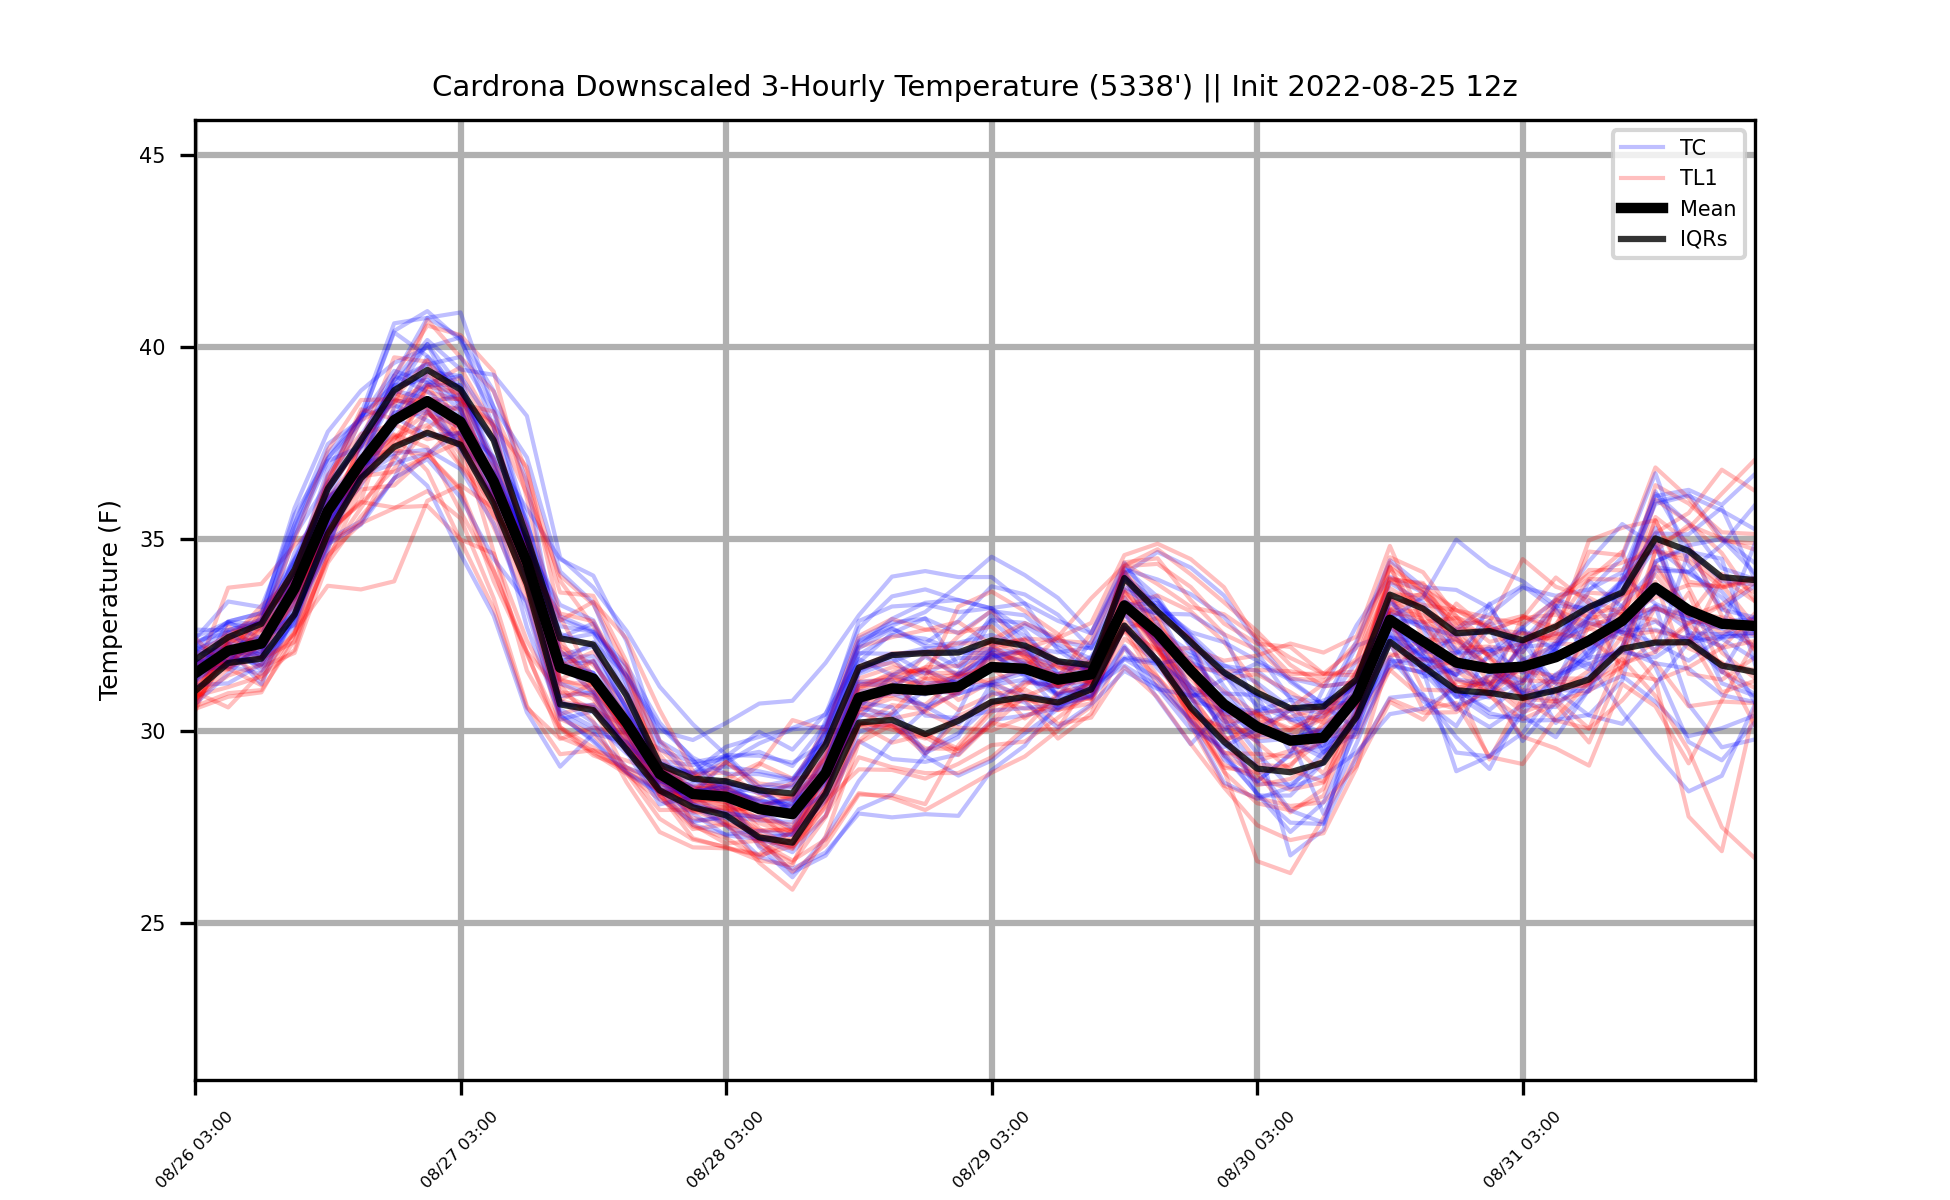 Cardrona Downscaled 3-Hourly Temperature (5338') || Init 2022-08-25 12z
TC
TL1
Mean
IQRs
Temperature (F)
45
40
35
30
25
08/26 03:00
08/27 03:00
08/28 03:00
08/29 03:00
08/30 03:00
08/31 03:00